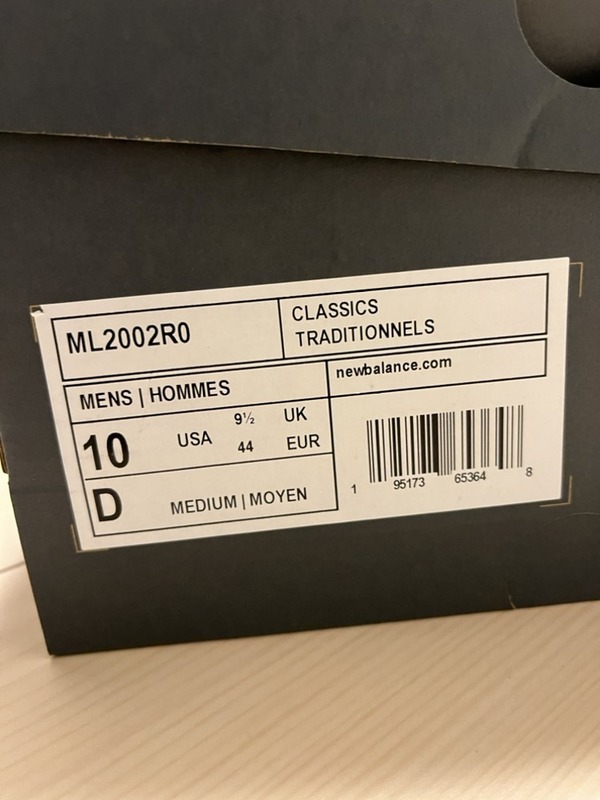 ML2002R0
CLASSICS
TRADITIONNELS
MENS | HOMMES
newbalance.com
10 USA 9½ UK
44 EUR
D MEDIUM | MOYEN
1 95173 65364 8